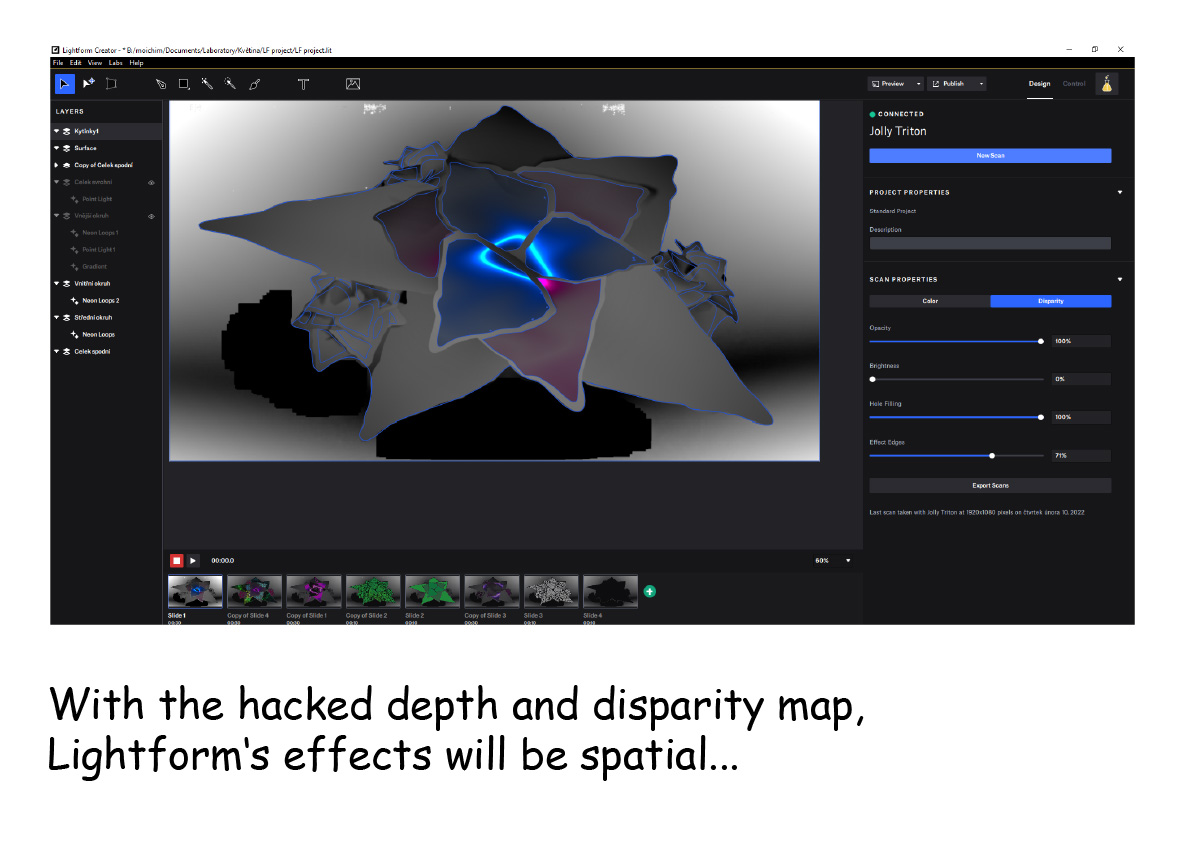 Lightform Creator - * B:/moichim/Documents/Laboratory/Květina/LF project/LF project.lit
File Edit View Labs Help
Preview
Publish
Design
Control
LAYERS
Kytinky1
Surface
Copy of Celek spodní
Celek svrchní
Point Light
Vnější okruh
Neon Loops 1
Point Light 1
Gradient
Vnitřní okruh
Neon Loops 2
Střední okruh
Neon Loops
Celek spodní
CONNECTED
Jolly Triton
New Scan
PROJECT PROPERTIES
Standard Project
Description
SCAN PROPERTIES
Color
Disparity
Opacity
100%
Brightness
0%
Hole Filling
100%
Effect Edges
71%
Export Scans
Last scan taken with Jolly Triton at 1920x1080 pixels on čtvrtek února 10, 2022
00:00.0
60%
Slide 1
Copy of Slide 4
Copy of Slide 1
Copy of Slide 2
Slide 2
Copy of Slide 3
Slide 3
Slide 4
With the hacked depth and disparity map,
Lightform's effects will be spatial...